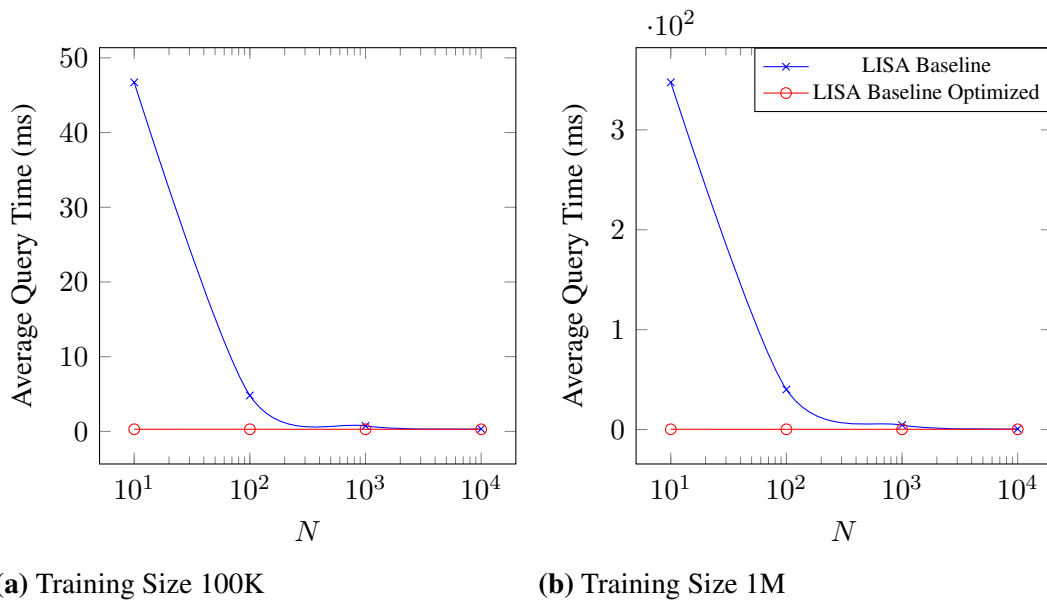 50
40
30
20
10
0
10^1
10^2
10^3
10^4
N
Average Query Time (ms)
(a) Training Size 100K
·10^2
3
2
1
0
10^1
10^2
10^3
10^4
N
Average Query Time (ms)
LISA Baseline
LISA Baseline Optimized
(b) Training Size 1M